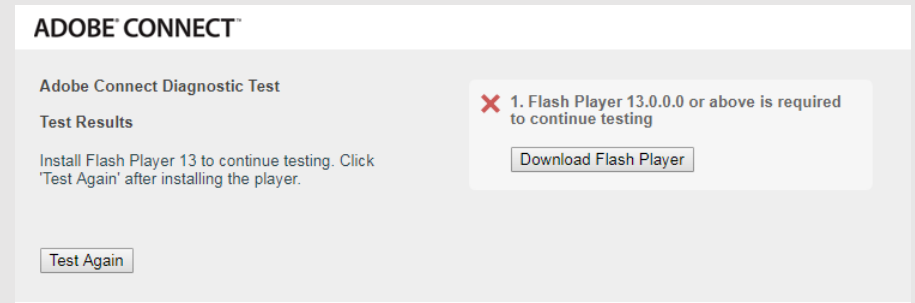 ADOBE® CONNECT™
Adobe Connect Diagnostic Test
Test Results
Install Flash Player 13 to continue testing. Click
'Test Again' after installing the player.
Test Again
1. Flash Player 13.0.0.0 or above is required
to continue testing
Download Flash Player